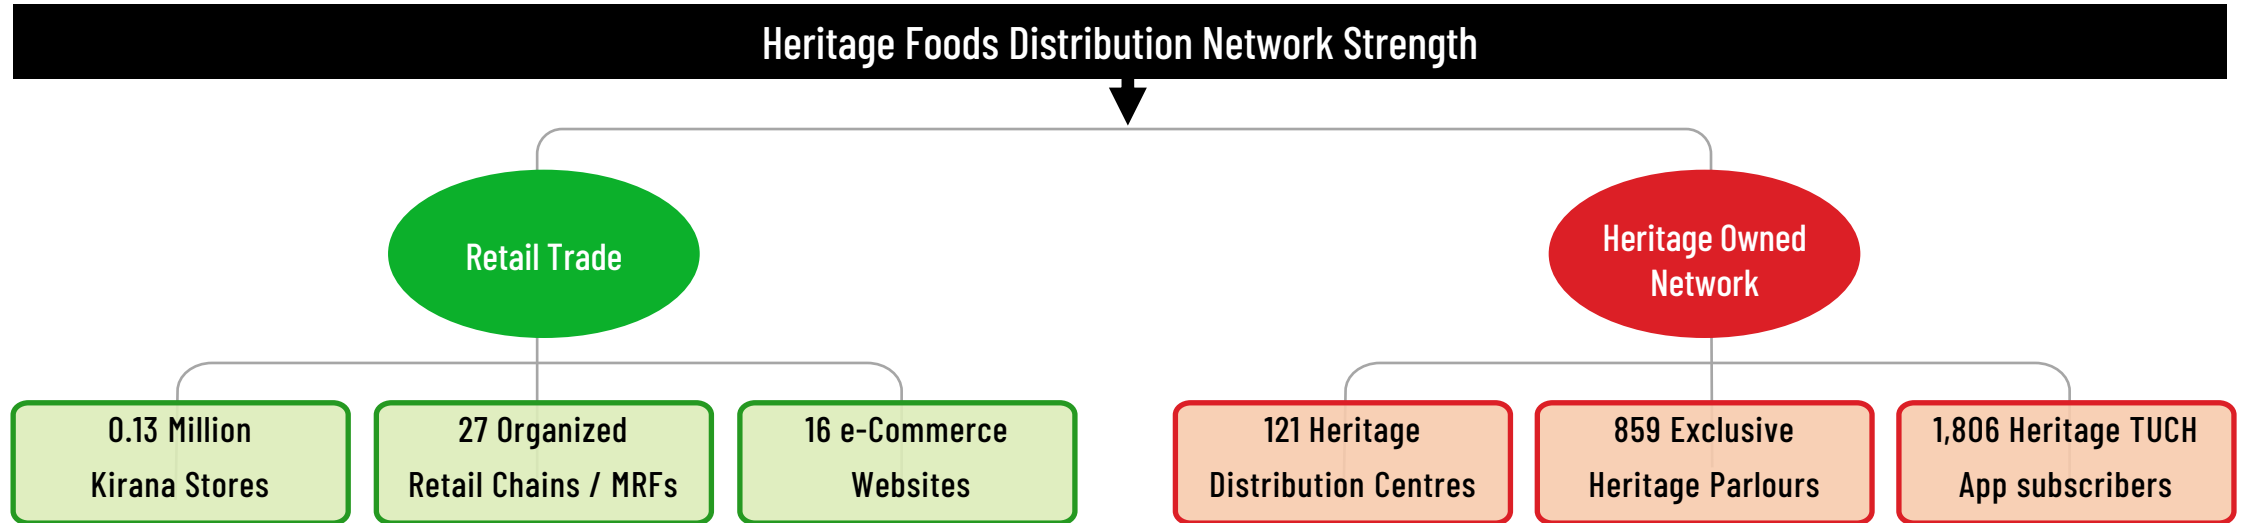 Heritage Foods Distribution Network Strength
Retail Trade
Heritage Owned
Network
0.13 Million
Kirana Stores
27 Organized
Retail Chains / MRFs
16 e-Commerce
Websites
121 Heritage
Distribution Centres
859 Exclusive
Heritage Parlours
1,806 Heritage TUCH
App subscribers